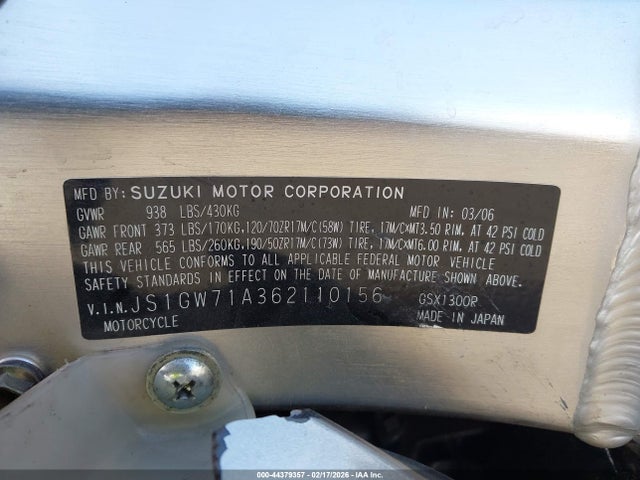 MFD BY: SUZUKI MOTOR CORPORATION
GVWR 938 LBS/430KG MFD IN: 03/06
GAWR FRONT 373 LBS/170KG,120/70ZR17M/C(58W) TIRE, 17M/C×MT3.50 RIM, AT 42 PSI COLD
GAWR REAR 565 LBS/260KG,190/50ZR17M/C(73W) TIRE, 17M/C×MT6.00 RIM, AT 42 PSI COLD
THIS VEHICLE CONFORMS TO ALL APPLICABLE FEDERAL MOTOR VEHICLE
SAFETY STANDARDS IN EFFECT ON THE DATE OF MANUFACTURE SHOWN ABOVE.
V.I.N. JS1GW71A362110156 GSX1300R
MOTORCYCLE MADE IN JAPAN
000-44379357 - 02/17/2026 - IAA Inc.